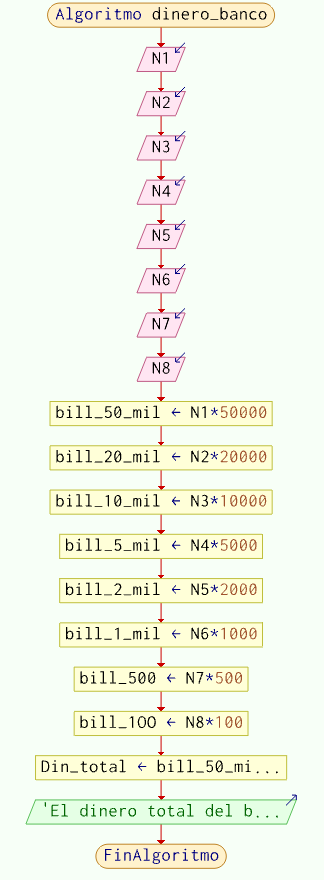 Algoritmo dinero_banco
N1
N2
N3
N4
N5
N6
N7
N8
bill_50_mil ← N1*50000
bill_20_mil ← N2*20000
bill_10_mil ← N3*10000
bill_5_mil ← N4*5000
bill_2_mil ← N5*2000
bill_1_mil ← N6*1000
bill_500 ← N7*500
bill_1OO ← N8*100
Din_total ← bill_50_mi...
'El dinero total del b...
FinAlgoritmo